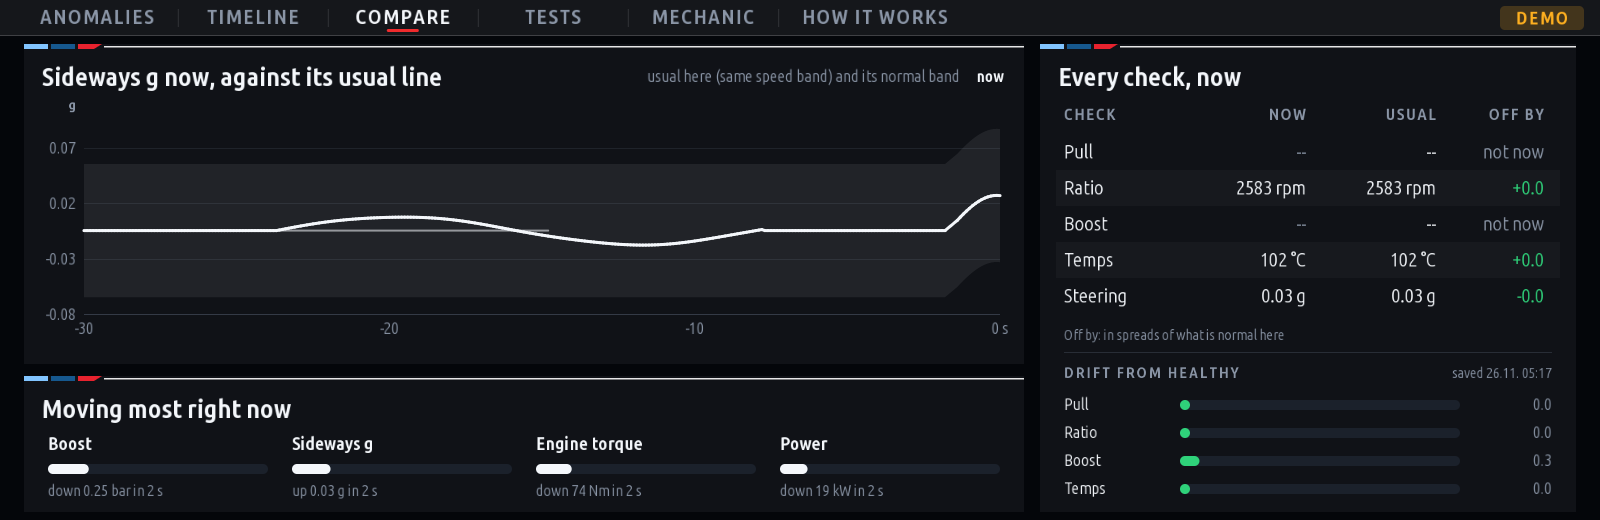 ANOMALIES TIMELINE COMPARE TESTS MECHANIC HOW IT WORKS DEMO
Sideways g now, against its usual line
usual here (same speed band) and its normal band now
g
0.07
0.02
-0.03
-0.08
-30 -20 -10 0 s
Moving most right now
Boost Sideways g Engine torque Power
down 0.25 bar in 2 s up 0.03 g in 2 s down 74 Nm in 2 s down 19 kW in 2 s
Every check, now
CHECK NOW USUAL OFF BY
Pull -- -- not now
Ratio 2583 rpm 2583 rpm +0.0
Boost -- -- not now
Temps 102 °C 102 °C +0.0
Steering 0.03 g 0.03 g -0.0
Off by: in spreads of what is normal here
DRIFT FROM HEALTHY saved 26.11. 05:17
Pull 0.0
Ratio 0.0
Boost 0.3
Temps 0.0